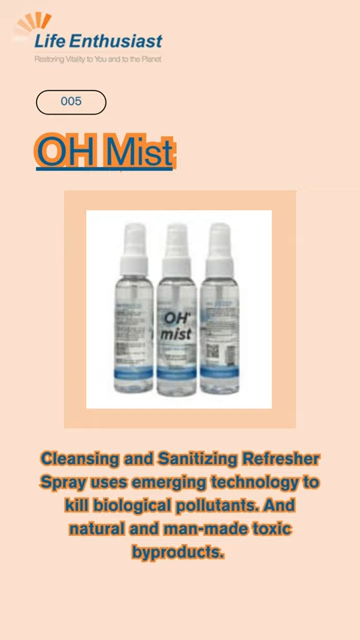 Life Enthusiast
Restoring Vitality to You and to the Planet
005
OH Mist
OH
mist
Cleansing and Sanitizing Refresher
Spray uses emerging technology to
kill biological pollutants. And
natural and man-made toxic
byproducts.